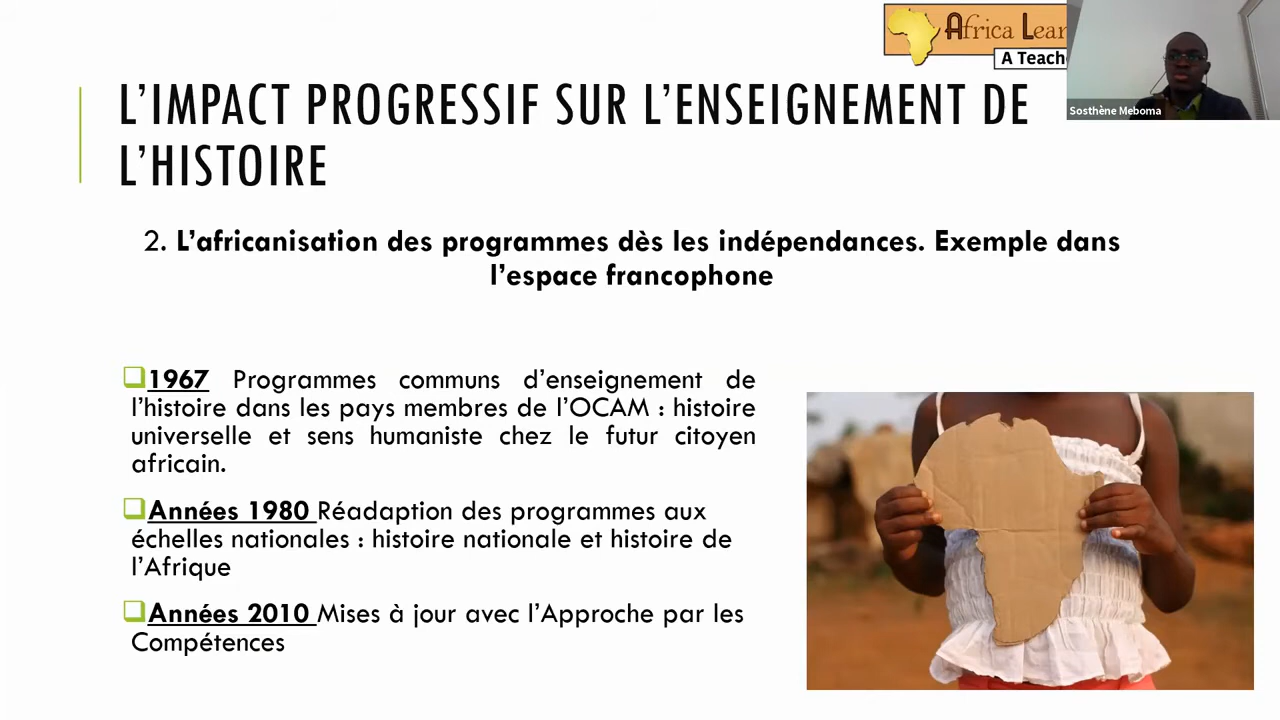 Africa Lear
A Teach
Sosthène Meboma
L’IMPACT PROGRESSIF SUR L’ENSEIGNEMENT DE
L’HISTOIRE
2. L’africanisation des programmes dès les indépendances. Exemple dans
l’espace francophone
1967 Programmes communs d’enseignement de
l’histoire dans les pays membres de l’OCAM : histoire
universelle et sens humaniste chez le futur citoyen
africain.
Années 1980 Réadaption des programmes aux
échelles nationales : histoire nationale et histoire de
l’Afrique
Années 2010 Mises à jour avec l’Approche par les
Compétences